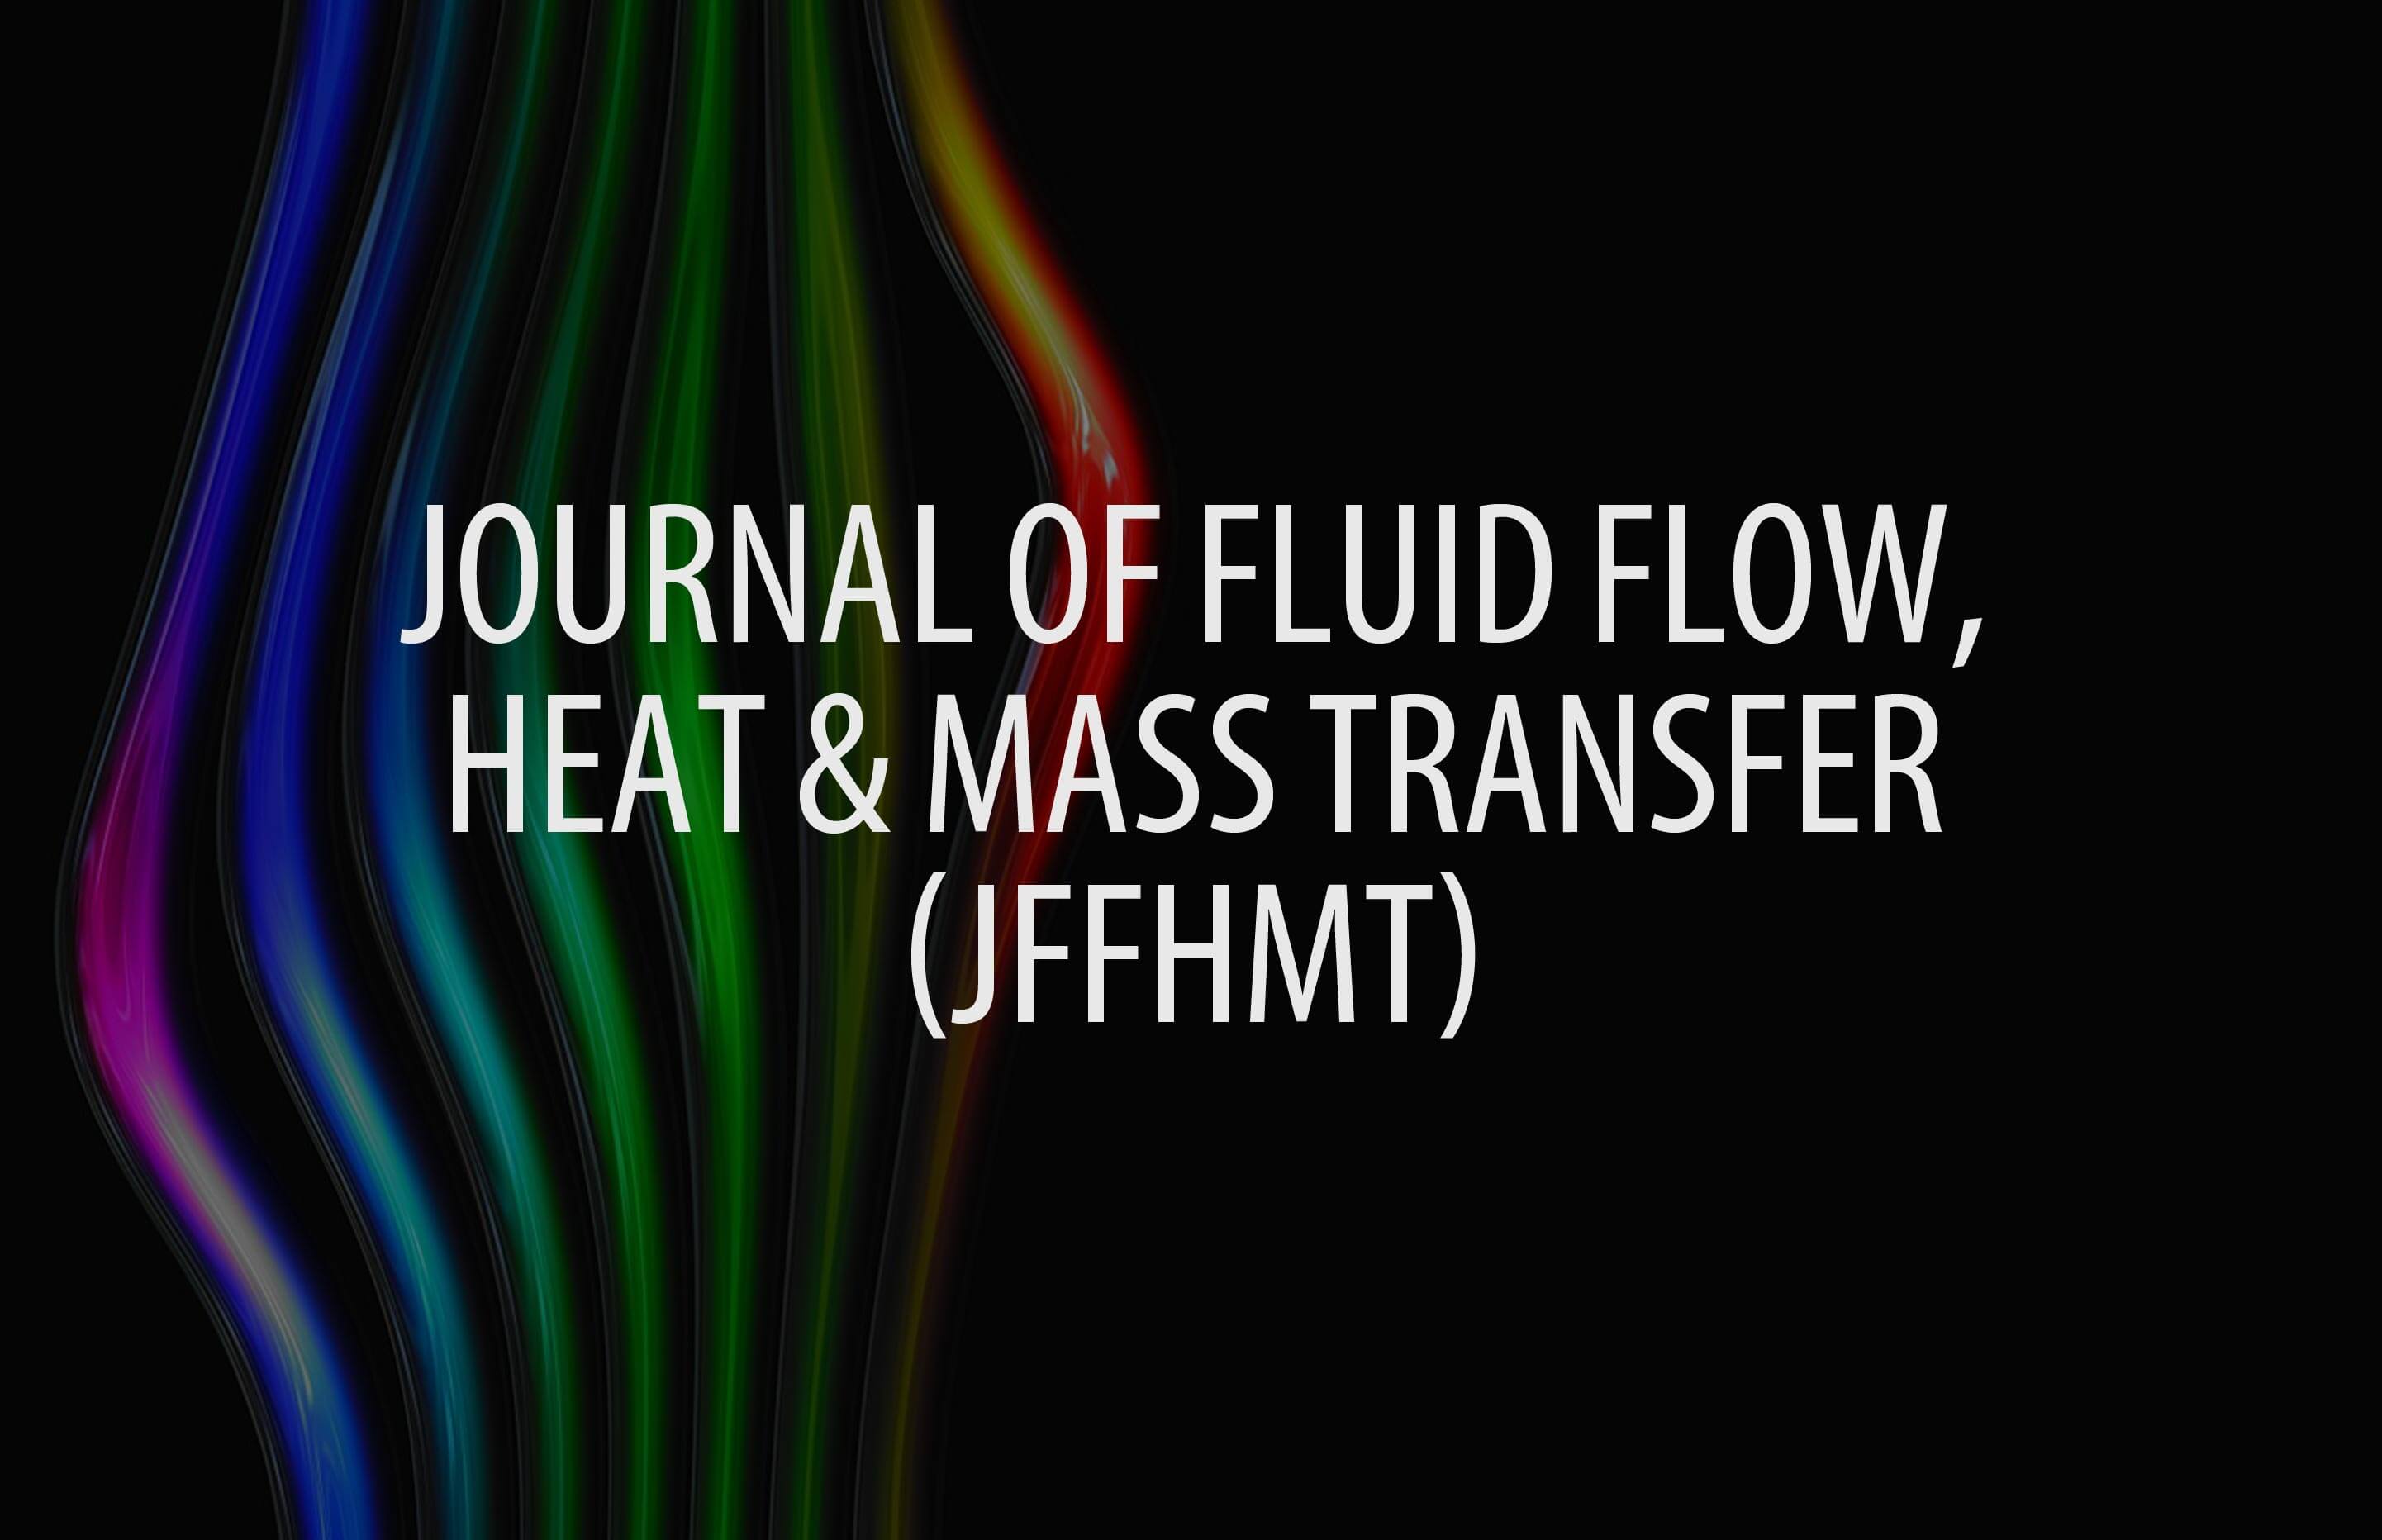 JOURNAL OF FLUID FLOW,
HEAT & MASS TRANSFER
(JFFHMT)